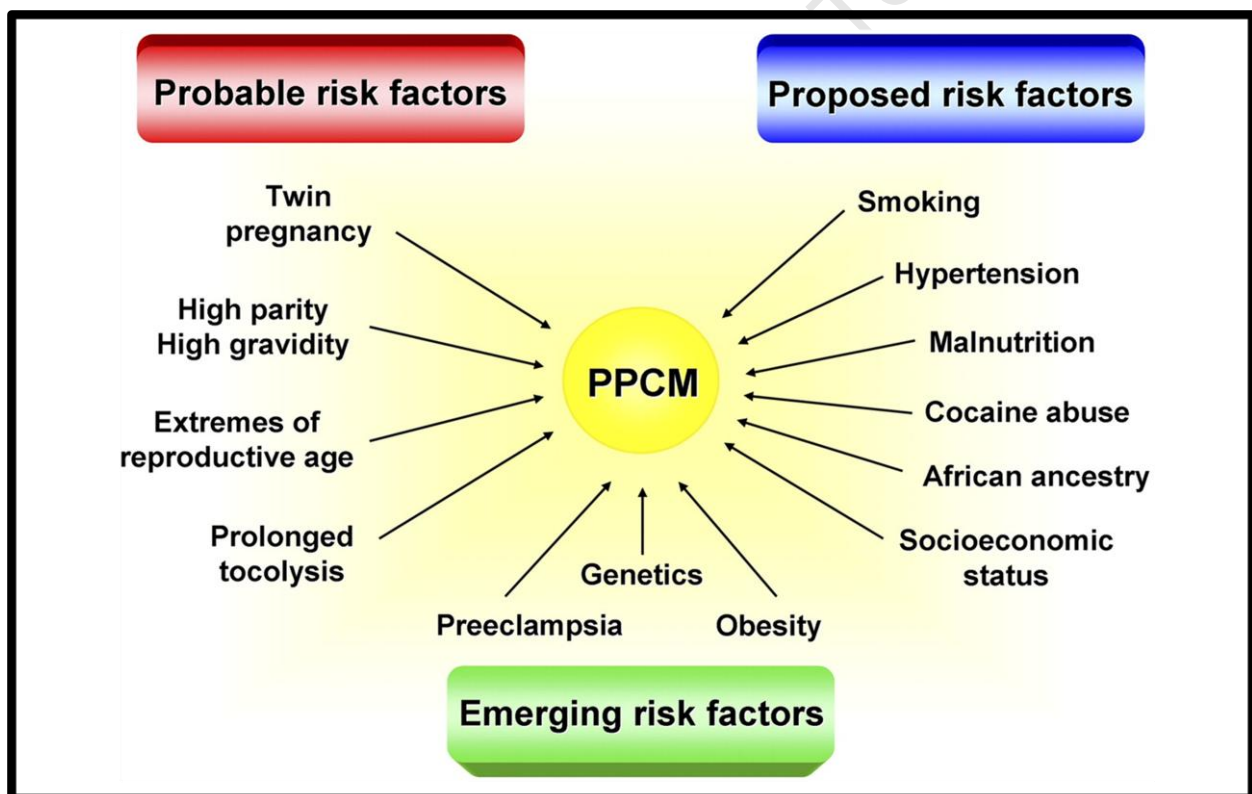 Probable risk factors
Proposed risk factors
Twin
pregnancy
High parity
High gravidity
Extremes of
reproductive age
Prolonged
tocolysis
PPCM
Smoking
Hypertension
Malnutrition
Cocaine abuse
African ancestry
Socioeconomic
status
Genetics
Preeclampsia
Obesity
Emerging risk factors